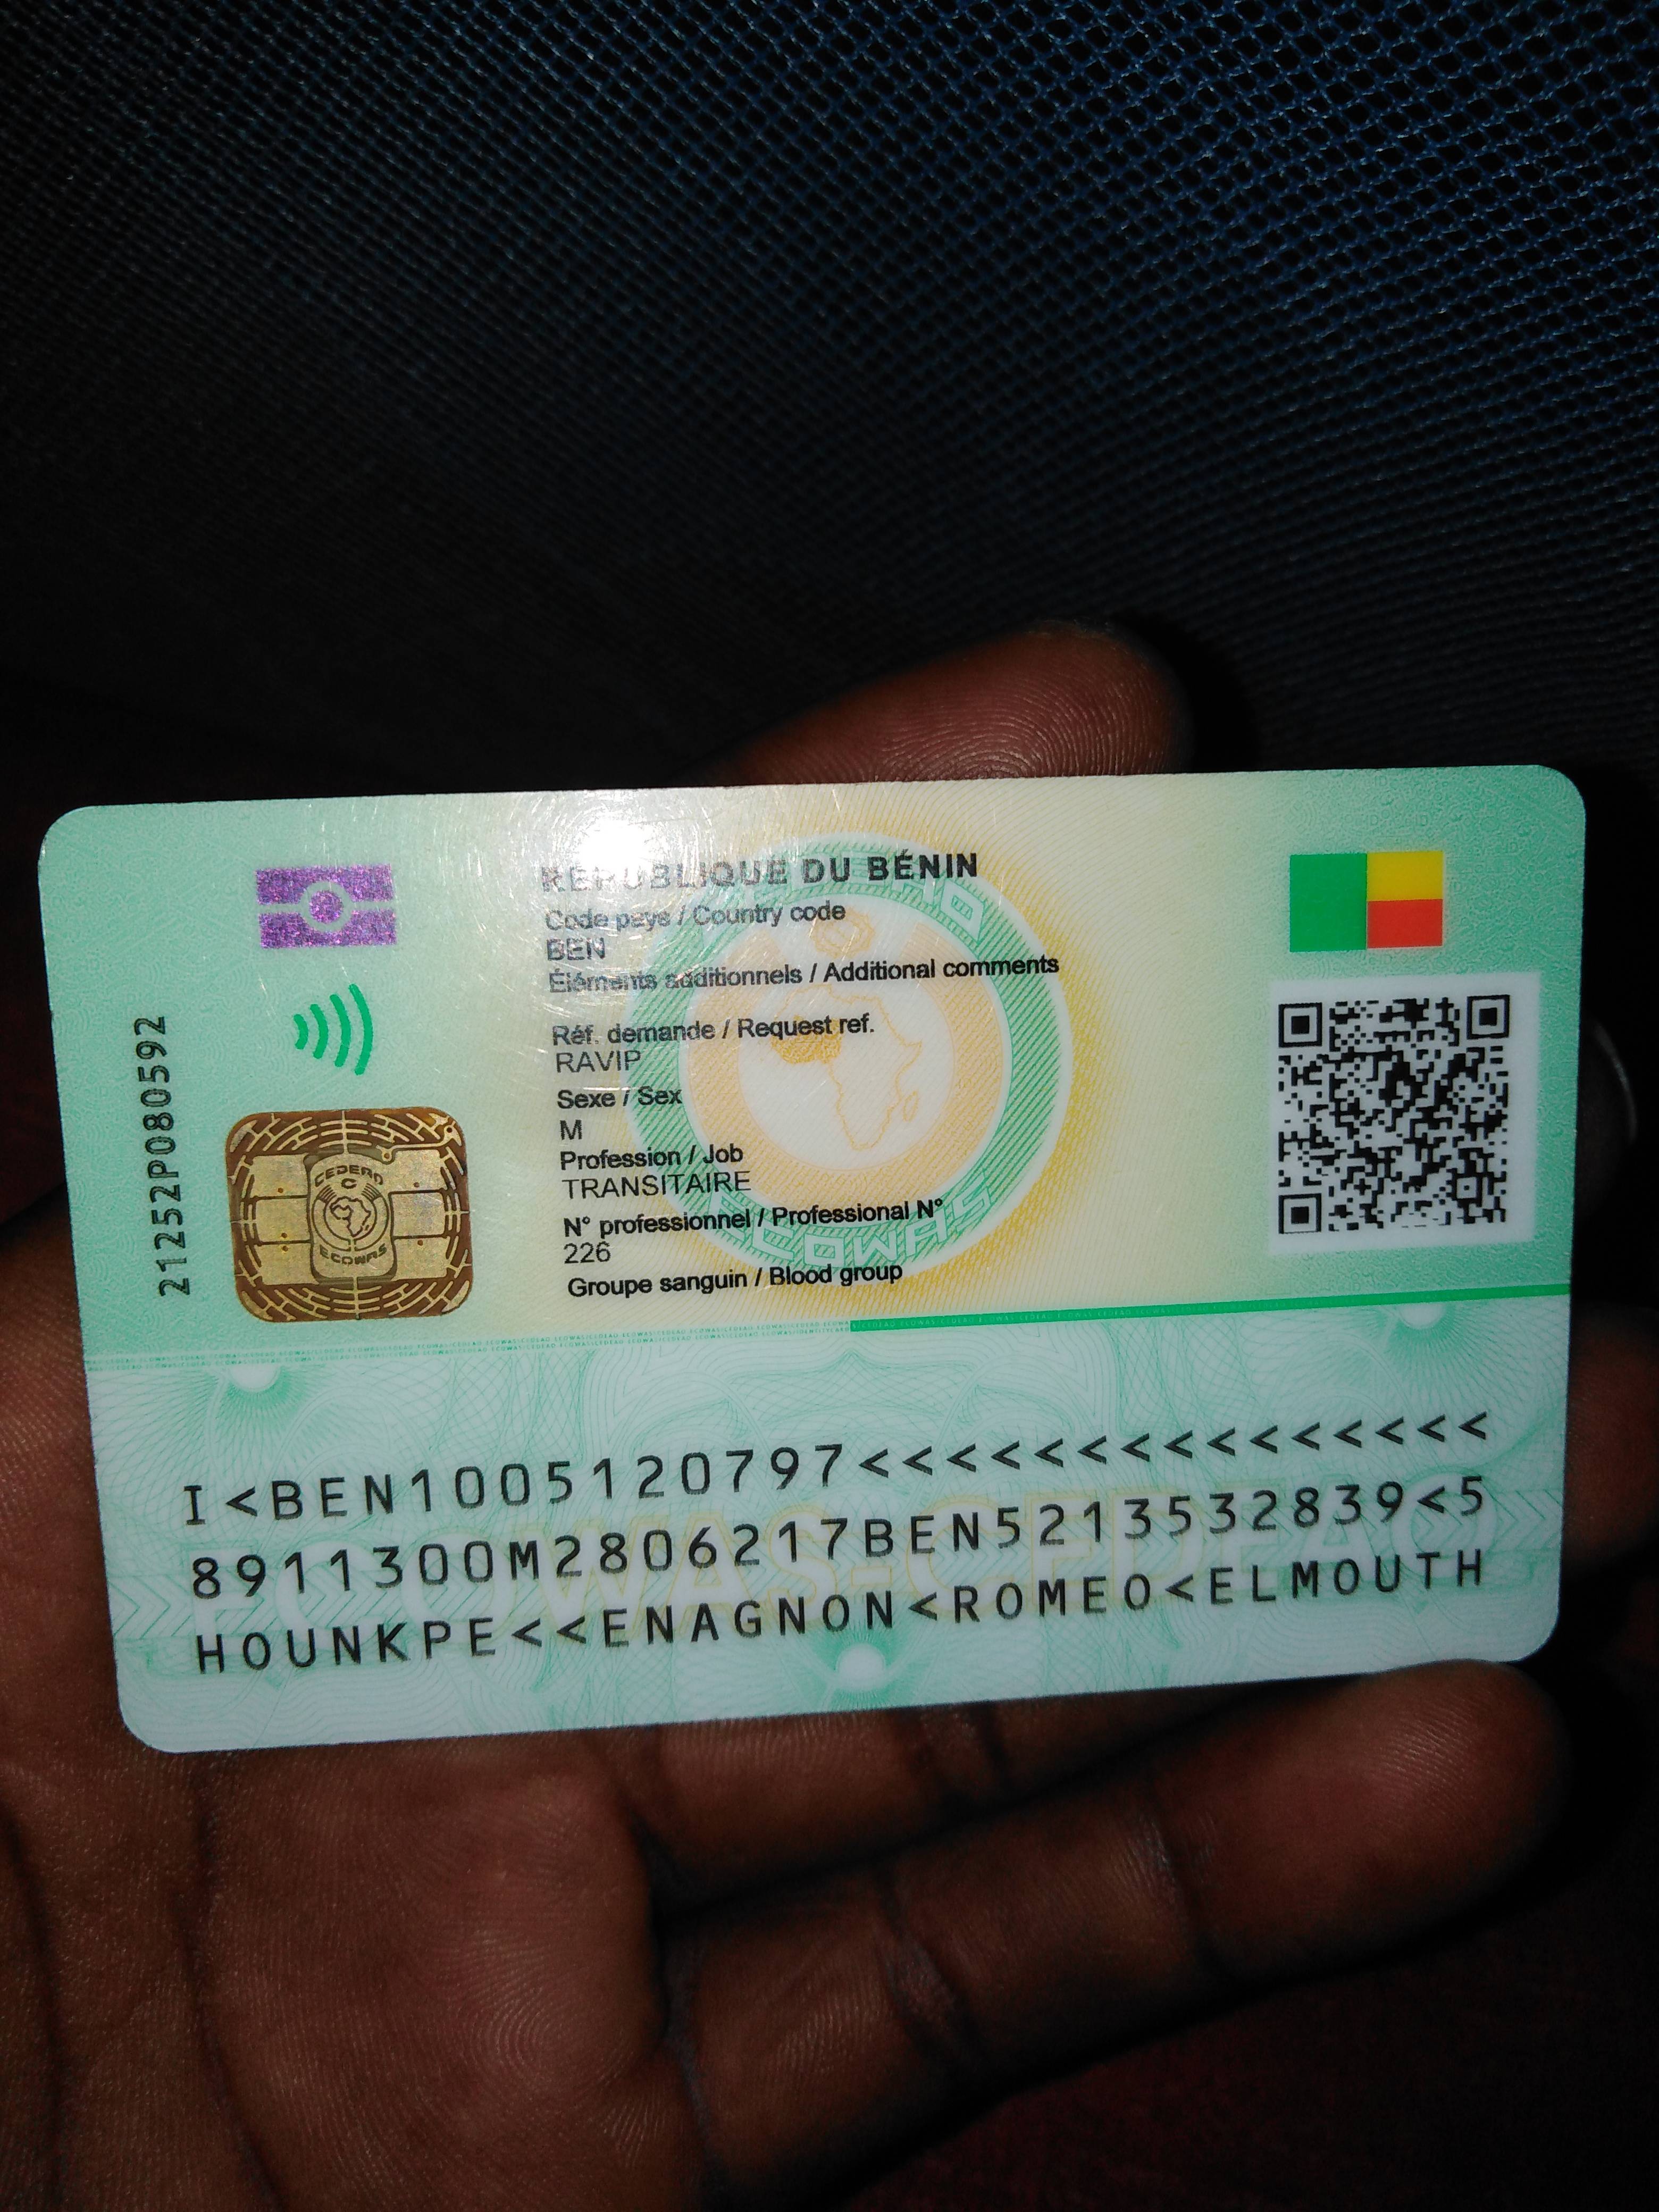 RÉPUBLIQUE DU BÉNIN
Code pays / Country code
BEN
Éléments additionnels / Additional comments
Réf. demande / Request ref.
RAVIP
Sexe / Sex
M
Profession / Job
TRANSITAIRE
N° professionnel / Professional N°
226
Groupe sanguin / Blood group
21252P080592
CEDEAO
ECOWAS
ECOWAS
I<BEN1005120797<<<<<<<<<<<<<<<
8911300M2806217BEN5213532839<5
HOUNKPE<<ENAGNON<ROMEO<ELMOUTH